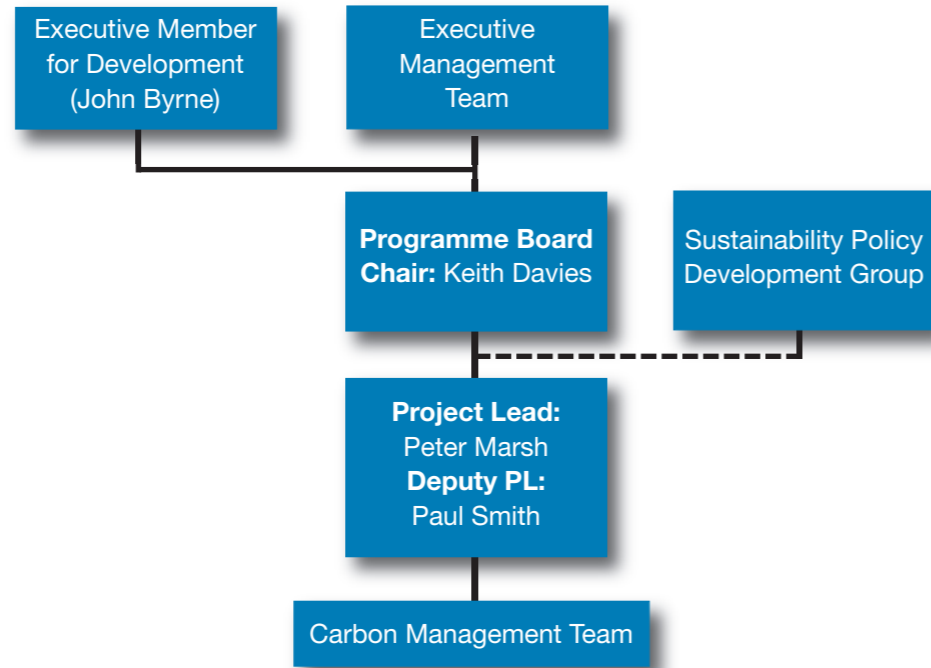 Executive Member
for Development
(John Byrne)
Executive
Management
Team
Programme Board
Chair: Keith Davies
Sustainability Policy
Development Group
Project Lead:
Peter Marsh
Deputy PL:
Paul Smith
Carbon Management Team